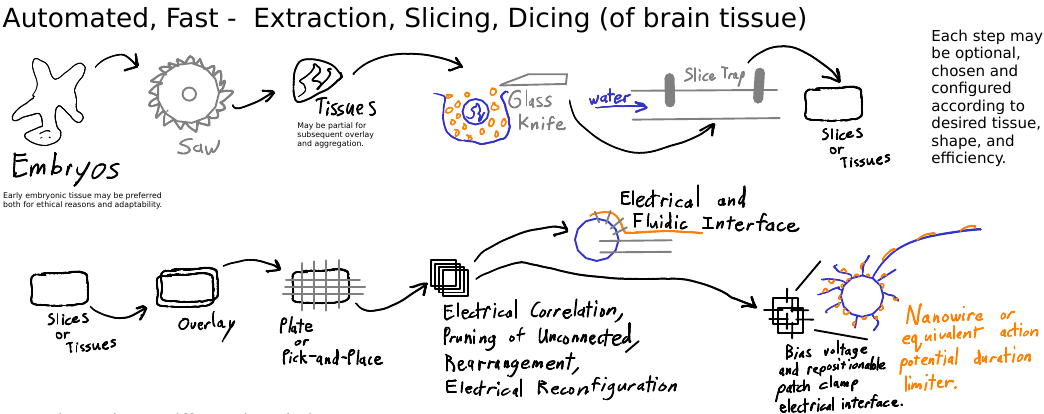 Automated, Fast -  Extraction, Slicing, Dicing (of brain tissue)
Each step may
be optional,
chosen and
configured
according to
desired tissue,
shape, and
efficiency.
Embryos
Early embryonic tissue may be preferred
both for ethical reasons and adaptability.
Saw
Tissues
May be partial for
subsequent overlay
and aggregation.
Glass
Knife
water
Slice Trap
Slices
or
Tissues
Slices
or
Tissues
Overlay
Plate
or
Pick-and-Place
Electrical Correlation,
Pruning of Unconnected,
Rearrangement,
Electrical Reconfiguration
Electrical and
Fluidic Interface
Bias voltage
and repositionable
patch clamp
electrical interface.
Nanowire or
equivalent action
potential duration
limiter.